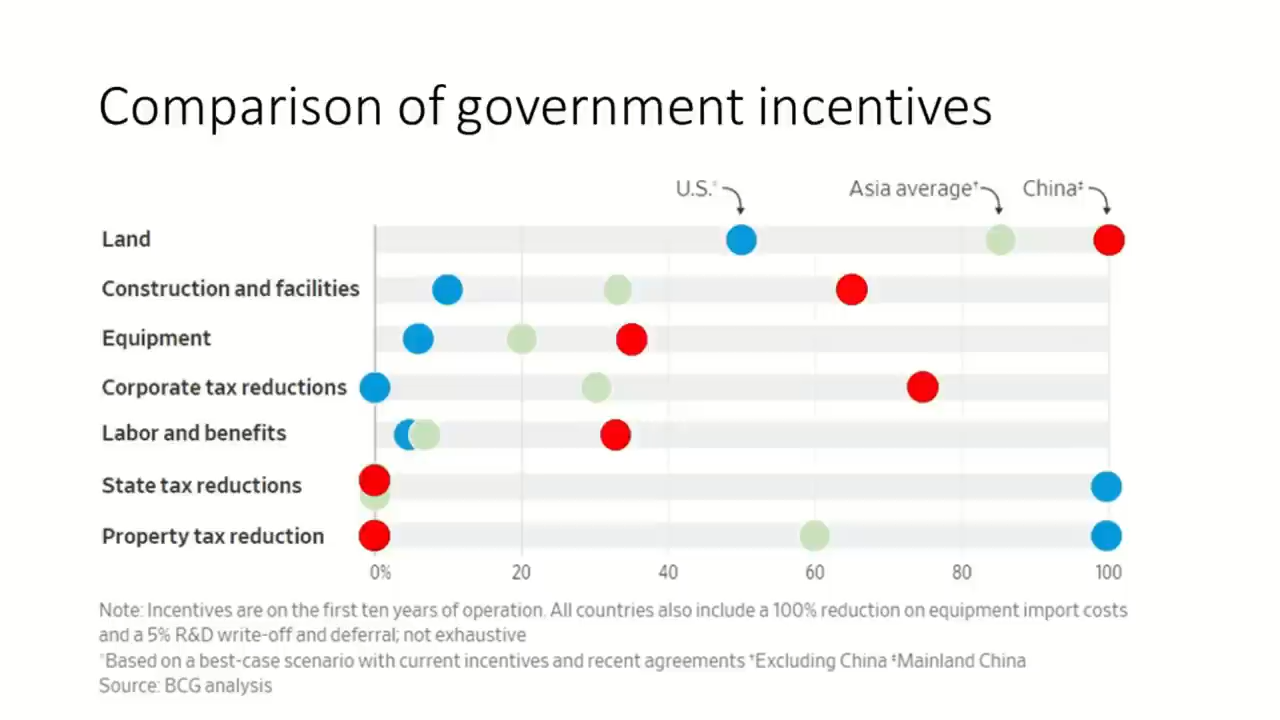 Comparison of government incentives
U.S.* Asia average† China‡
Land
Construction and facilities
Equipment
Corporate tax reductions
Labor and benefits
State tax reductions
Property tax reduction
0% 20 40 60 80 100
Note: Incentives are on the first ten years of operation. All countries also include a 100% reduction on equipment import costs
and a 5% R&D write-off and deferral; not exhaustive
*Based on a best-case scenario with current incentives and recent agreements †Excluding China ‡Mainland China
Source: BCG analysis